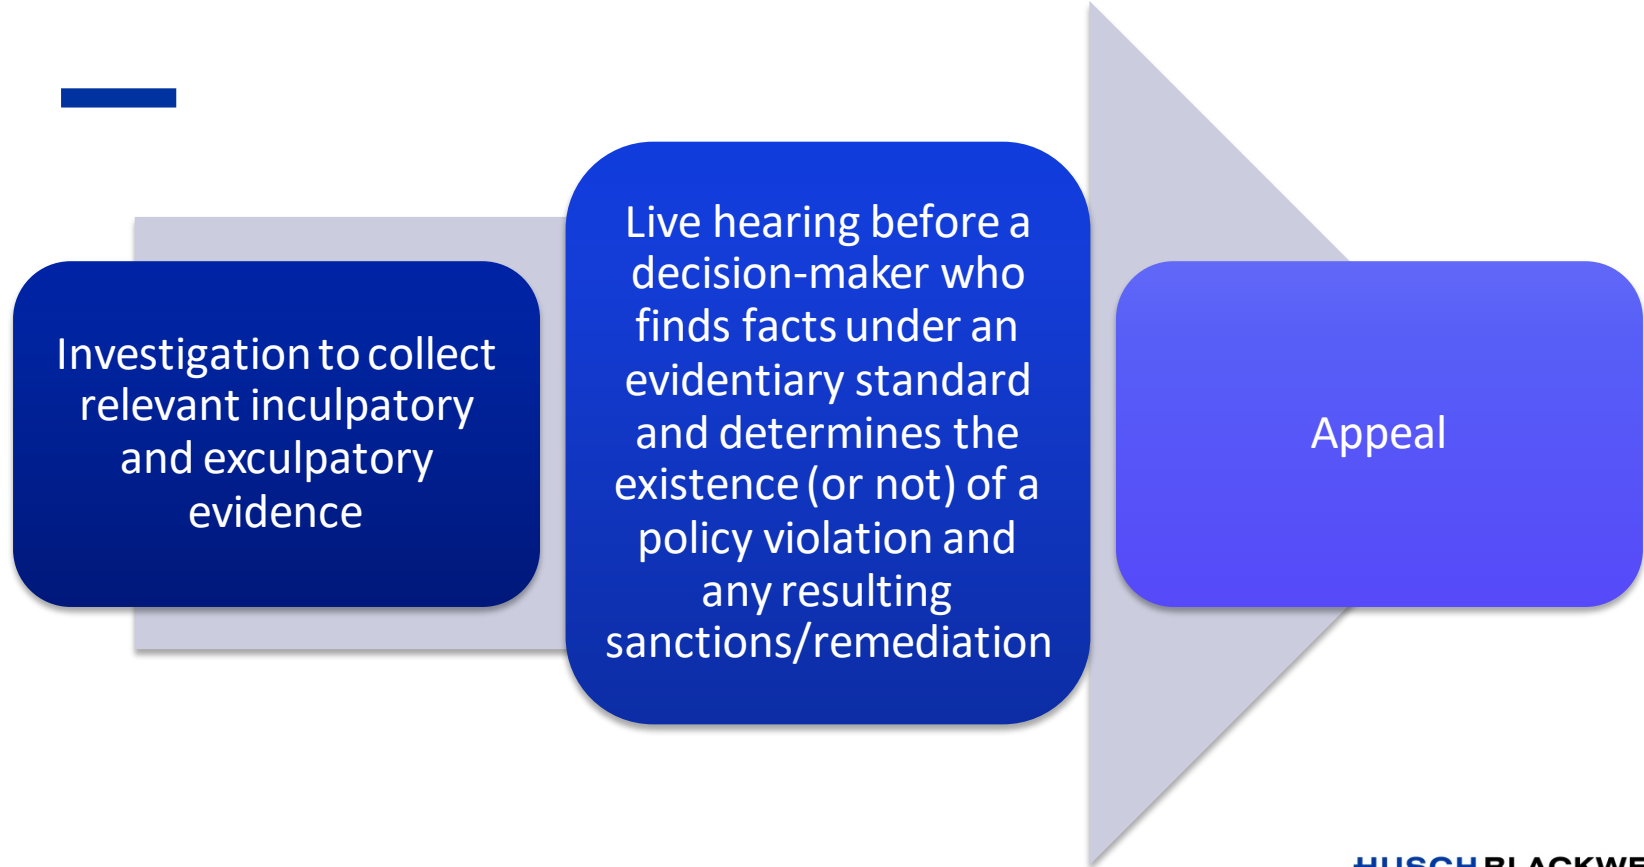 Investigation to collect
relevant inculpatory
and exculpatory
evidence
Live hearing before a
decision-maker who
finds facts under an
evidentiary standard
and determines the
existence (or not) of a
policy violation and
any resulting
sanctions/remediation
Appeal
HUSCH